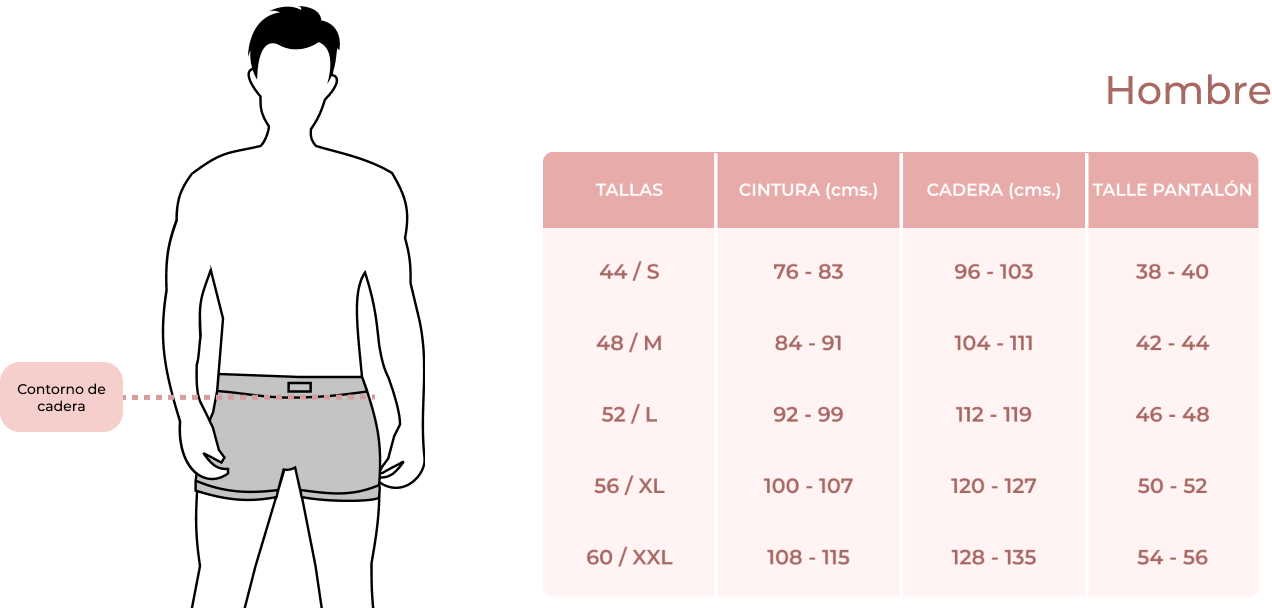 Hombre
TALLAS CINTURA (cms.) CADERA (cms.) TALLE PANTALÓN
44 / S 76 - 83 96 - 103 38 - 40
48 / M 84 - 91 104 - 111 42 - 44
52 / L 92 - 99 112 - 119 46 - 48
56 / XL 100 - 107 120 - 127 50 - 52
60 / XXL 108 - 115 128 - 135 54 - 56
Contorno de
cadera